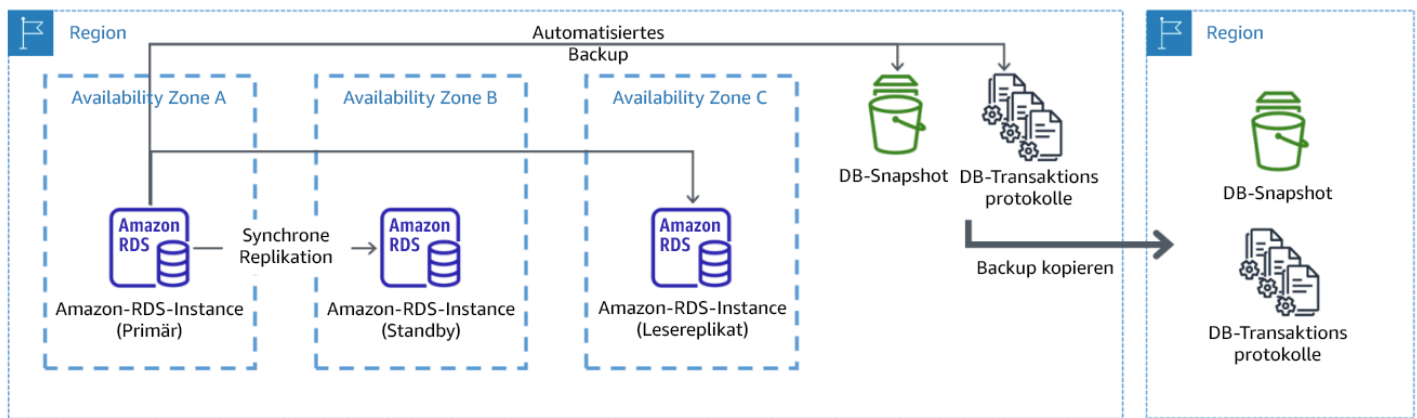 Region
Automatisiertes
Backup
Region
Availability Zone A
Availability Zone B
Availability Zone C
DB-Snapshot
DB-Transaktions
protokolle
DB-Snapshot
Amazon
RDS
Synchrone
Replikation
Amazon
RDS
Amazon
RDS
Backup kopieren
Amazon-RDS-Instance
(Primär)
Amazon-RDS-Instance
(Standby)
Amazon-RDS-Instance
(Lesereplikat)
DB-Transaktions
protokolle